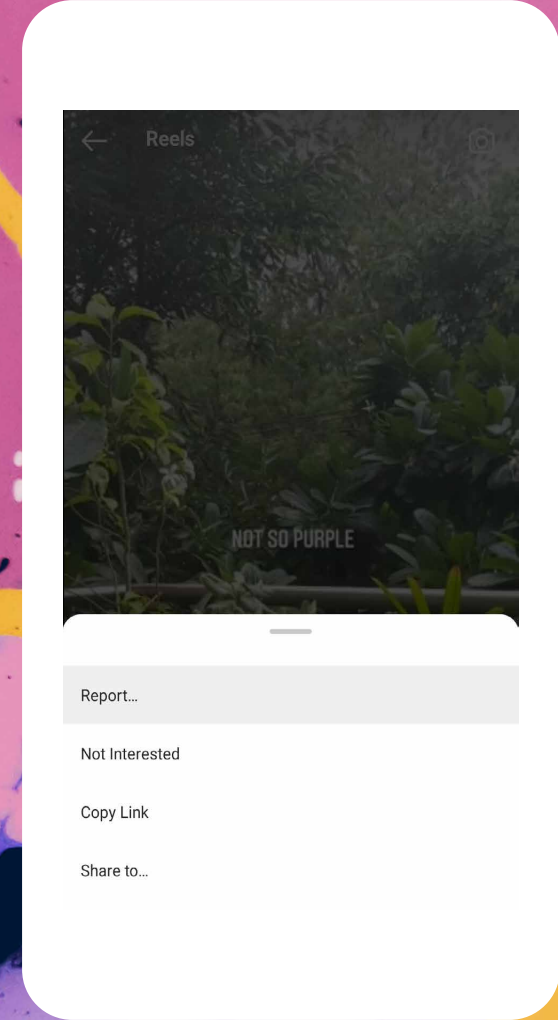 Reels
NOT SO PURPLE
Report...
Not Interested
Copy Link
Share to...